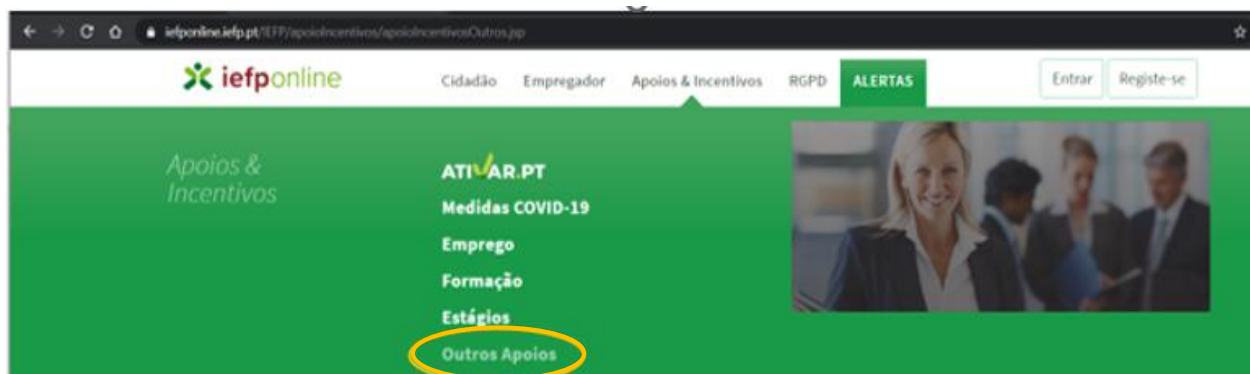 iefponline.iefp.pt/IEFP/apoioIncentivos/apoioIncentivosOutros.jsp
iefponline Cidadão Empregador Apoios & Incentivos RGPD ALERTAS Entrar Registe-se
Apoios &
Incentivos
ATIVAR.PT
Medidas COVID-19
Emprego
Formação
Estágios
Outros Apoios